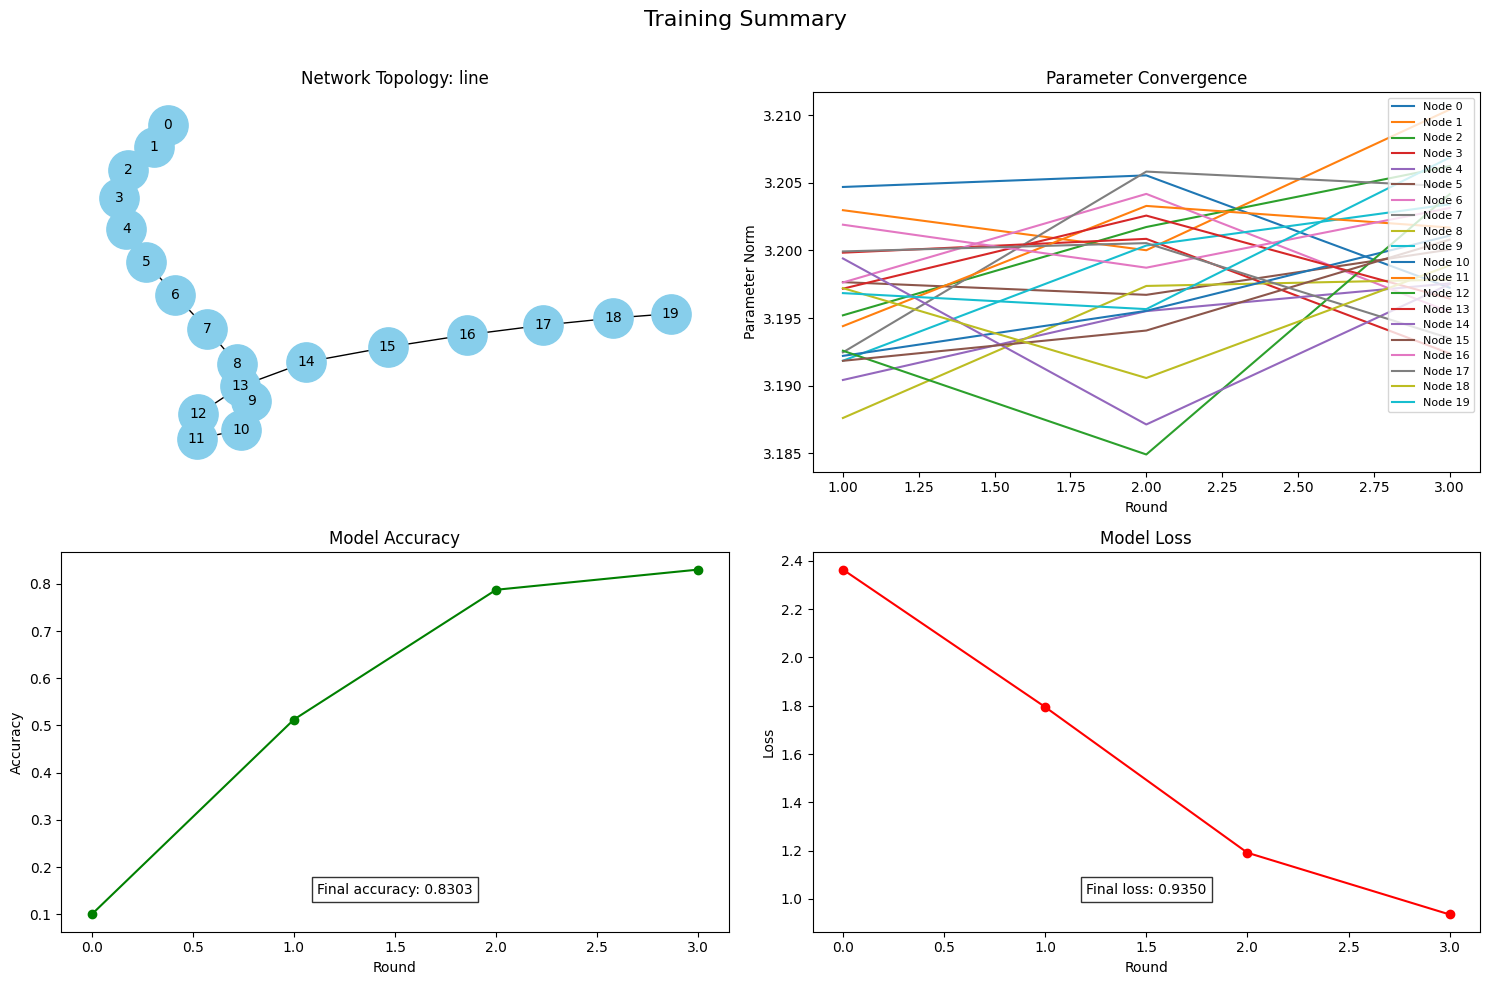 Training Summary
Network Topology: line
0
1
2
3
4
5
6
7
8
13
9
12
10
11
14
15
16
17
18
19
Parameter Convergence
Parameter Norm
3.210
3.205
3.200
3.195
3.190
3.185
1.00 1.25 1.50 1.75 2.00 2.25 2.50 2.75 3.00
Round
Node 0
Node 1
Node 2
Node 3
Node 4
Node 5
Node 6
Node 7
Node 8
Node 9
Node 10
Node 11
Node 12
Node 13
Node 14
Node 15
Node 16
Node 17
Node 18
Node 19
Model Accuracy
Accuracy
0.8
0.7
0.6
0.5
0.4
0.3
0.2
0.1
Final accuracy: 0.8303
0.0 0.5 1.0 1.5 2.0 2.5 3.0
Round
Model Loss
Loss
2.4
2.2
2.0
1.8
1.6
1.4
1.2
1.0
Final loss: 0.9350
0.0 0.5 1.0 1.5 2.0 2.5 3.0
Round